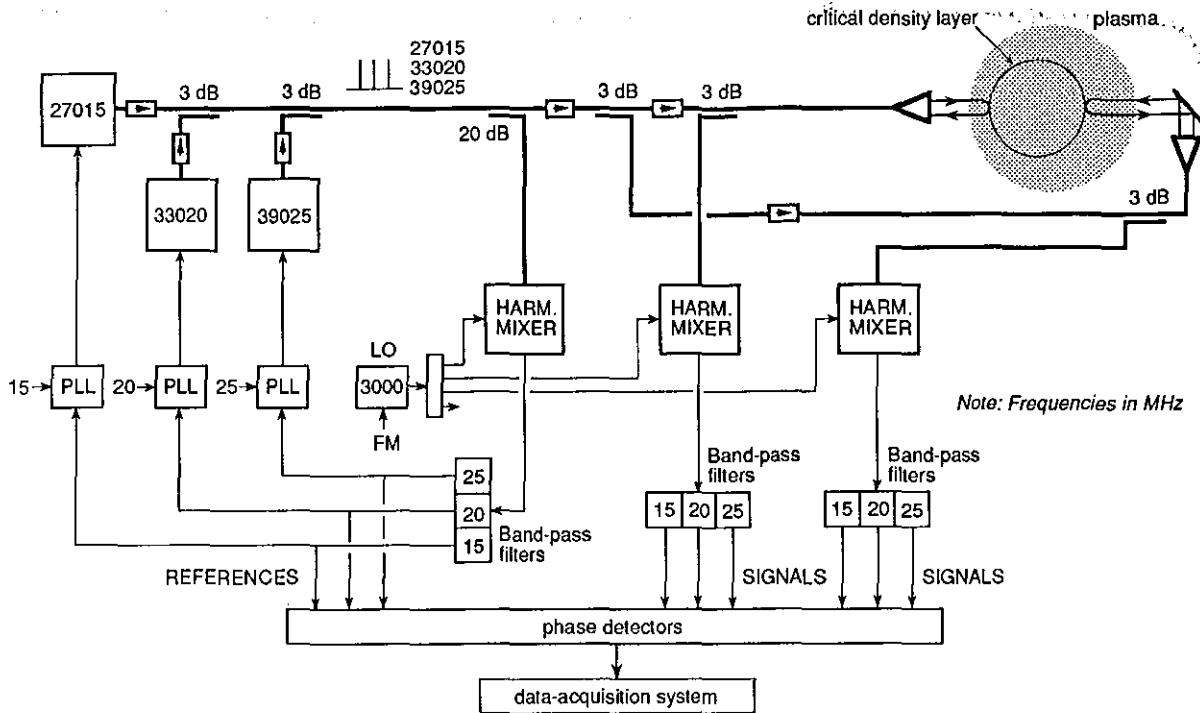 critical density layer
plasma
27015
33020
39025
27015
3 dB
3 dB
20 dB
3 dB
3 dB
33020
39025
3 dB
HARM.
MIXER
HARM.
MIXER
HARM.
MIXER
LO
3000
FM
15
PLL
20
PLL
25
PLL
Note: Frequencies in MHz
25
20
15
Band-pass
filters
Band-pass
filters
15 20 25
Band-pass
filters
15 20 25
REFERENCES
SIGNALS
SIGNALS
phase detectors
data-acquisition system